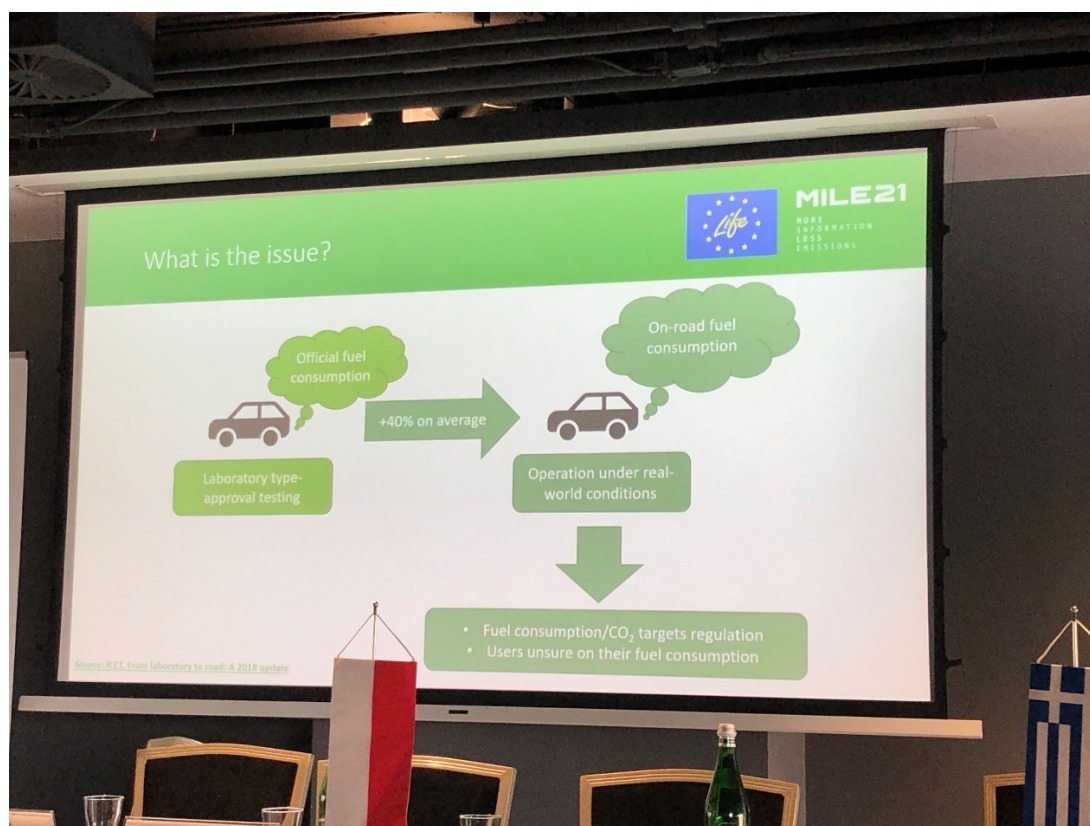 What is the issue?
Life
MILE21
MORE
INFORMATION
LESS
EMISSIONS
Official fuel
consumption
On-road fuel
consumption
+40% on average
Laboratory type-
approval testing
Operation under real-
world conditions
• Fuel consumption/CO₂ targets regulation
• Users unsure on their fuel consumption
Source: ICCT, From laboratory to road: A 2018 update